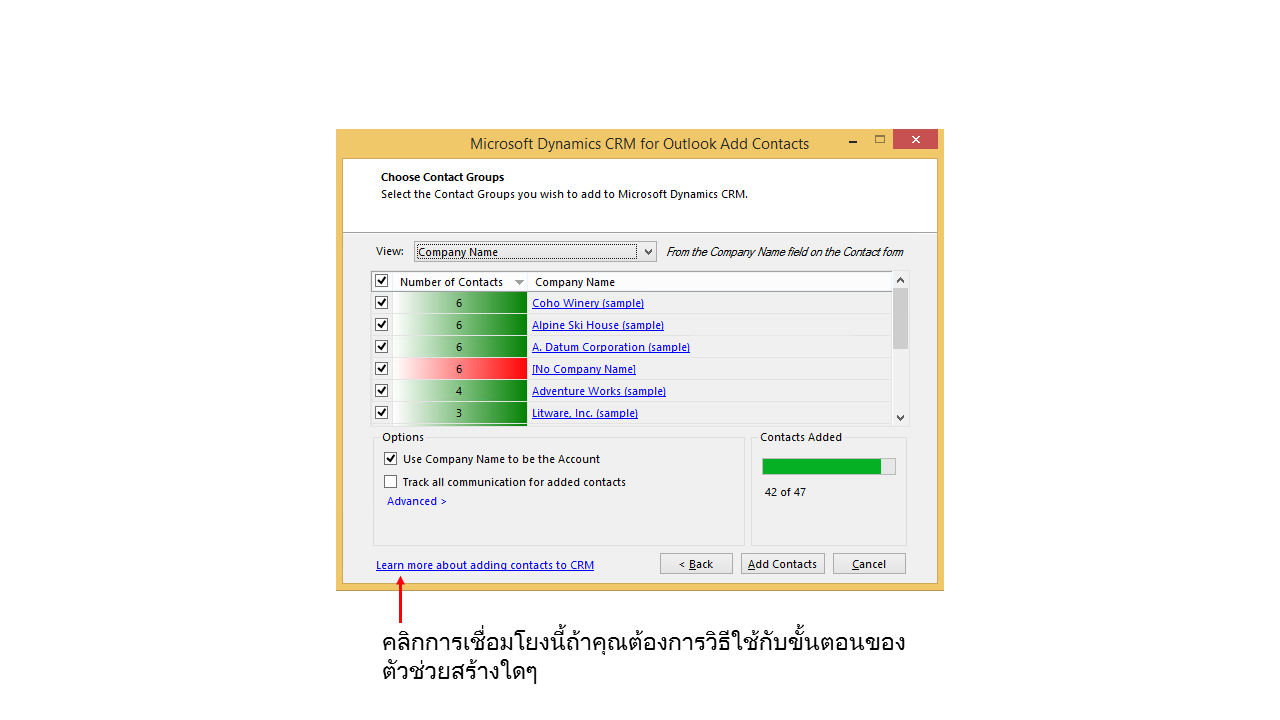 Microsoft Dynamics CRM for Outlook Add Contacts
Choose Contact Groups
Select the Contact Groups you wish to add to Microsoft Dynamics CRM.
View: Company Name From the Company Name field on the Contact form
Number of Contacts Company Name
6 Coho Winery (sample)
6 Alpine Ski House (sample)
6 A. Datum Corporation (sample)
6 [No Company Name]
4 Adventure Works (sample)
3 Litware, Inc. (sample)
Options Contacts Added
Use Company Name to be the Account
Track all communication for added contacts
42 of 47
Advanced >
Learn more about adding contacts to CRM < Back Add Contacts Cancel
คลิกการเชื่อมโยงนี้ถ้าคุณต้องการวิธีใช้กับขั้นตอนของ
ตัวช่วยสร้างใดๆ